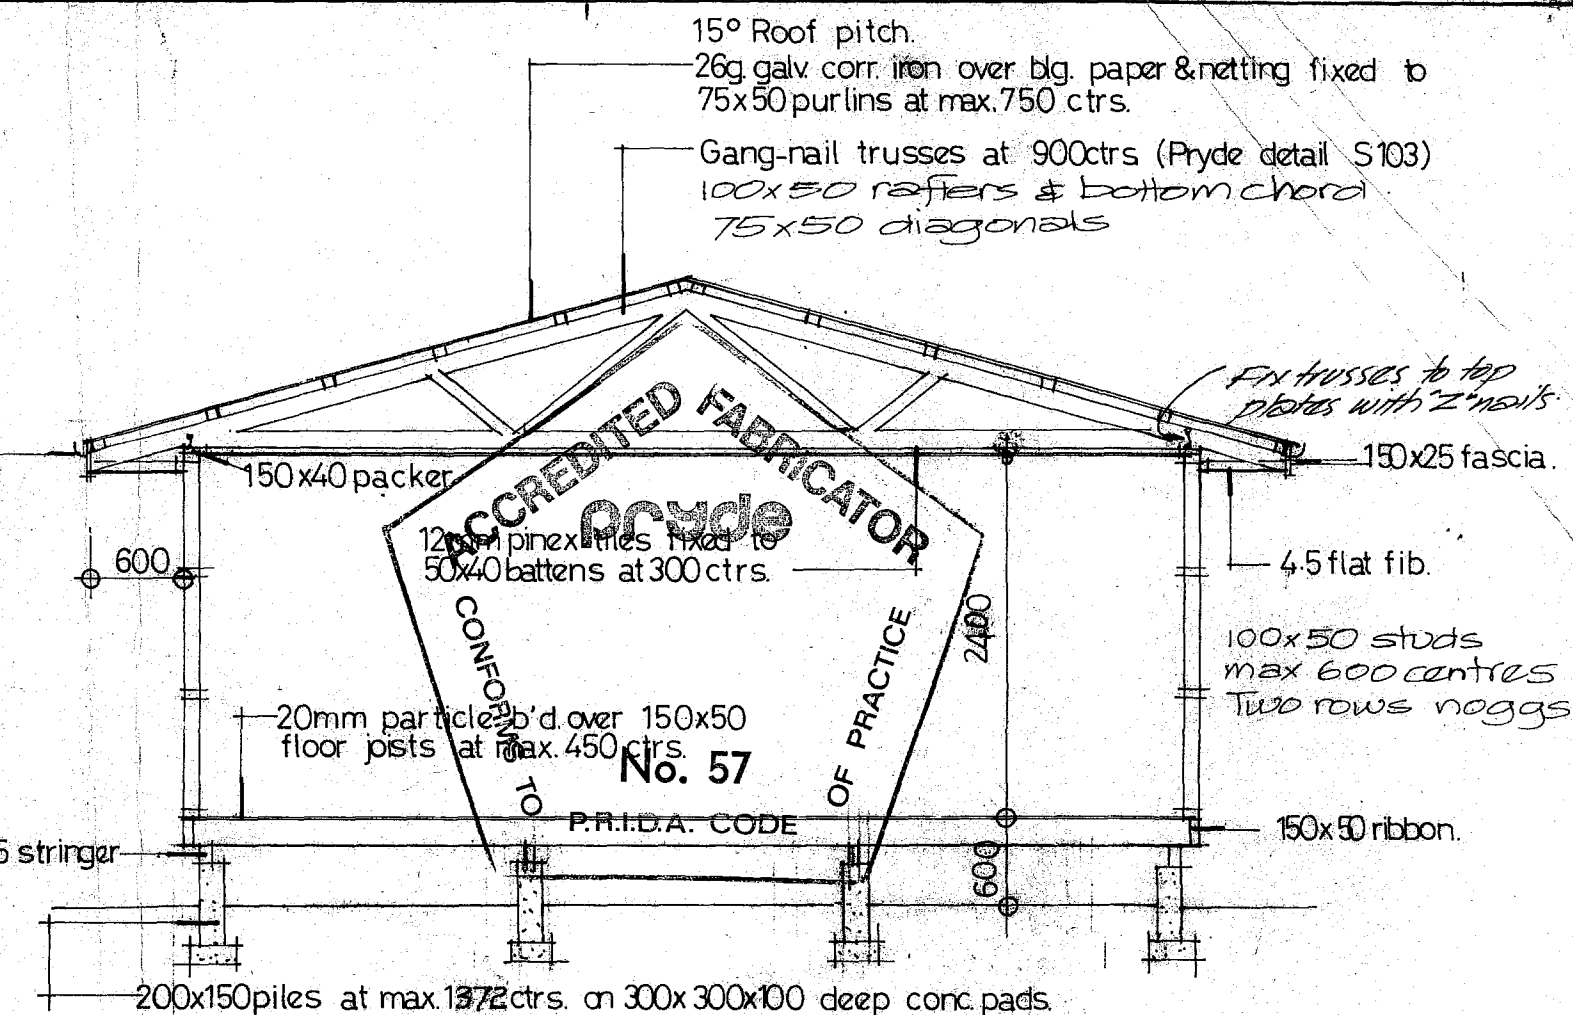 15° Roof pitch.
26g. galv. corr. iron over blg. paper & netting fixed to
75x50 purlins at max. 750 ctrs.
Gang-nail trusses at 900ctrs (Pryde detail S103)
100x50 rafters & bottom chord
75x50 diagonals
Fix trusses to top
plates with "Z" nails.
150x40 packer
150x25 fascia.
ACCREDITED FABRICATOR
pryde
12mm pinex tiles fixed to
50x40 battens at 300 ctrs.
600
4.5 flat fib.
2400
100x50 studs
max 600 centres
Two rows noggs
CONFORMS TO
OF PRACTICE
20mm particle b'd. over 150x50
floor joists at max. 450 ctrs.
No. 57
P.R.I.D.A. CODE
stringer
150x50 ribbon.
600
200x150 piles at max. 1372 ctrs. on 300x300x100 deep conc. pads.